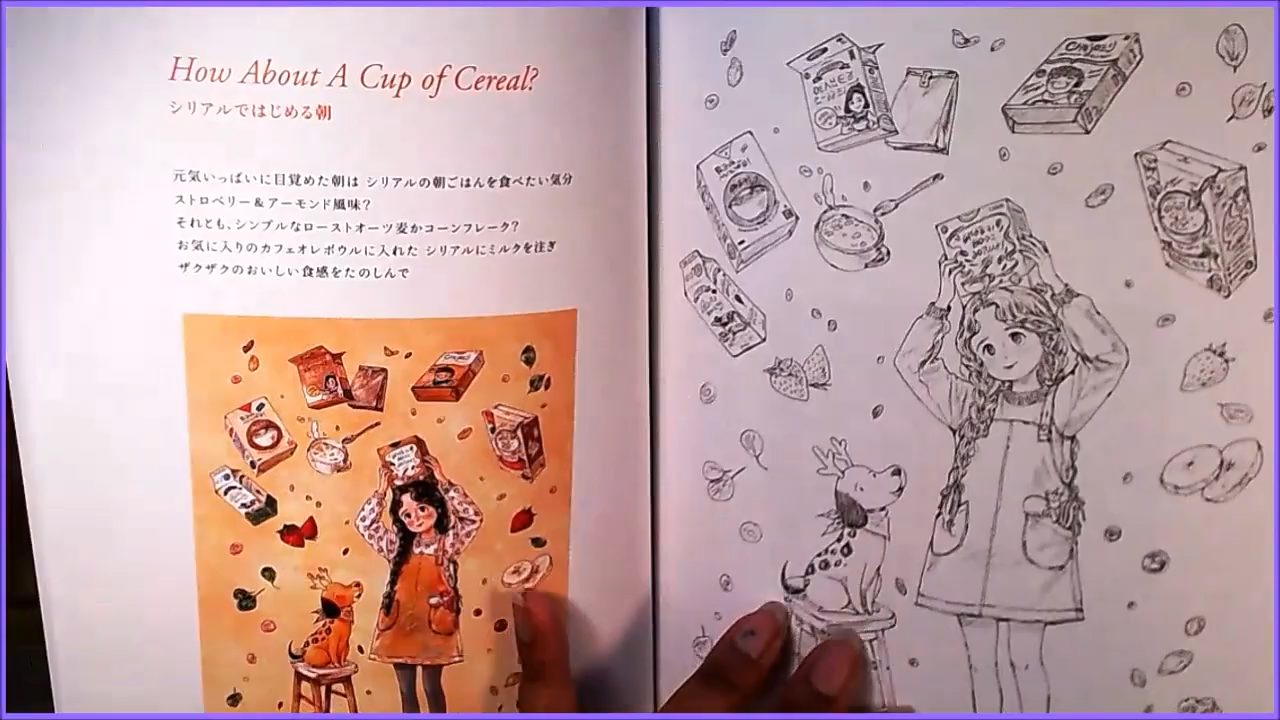 How About A Cup of Cereal?
シリアルではじめる朝
元気いっぱいに目覚めた朝は シリアルの朝ごはんを食べたい気分
ストロベリー＆アーモンド風味？
それとも、シンプルなローストオーツ麦かコーンフレーク？
お気に入りのカフェオレボウルに入れた シリアルにミルクを注ぎ
ザクザクのおいしい食感をたのしんで